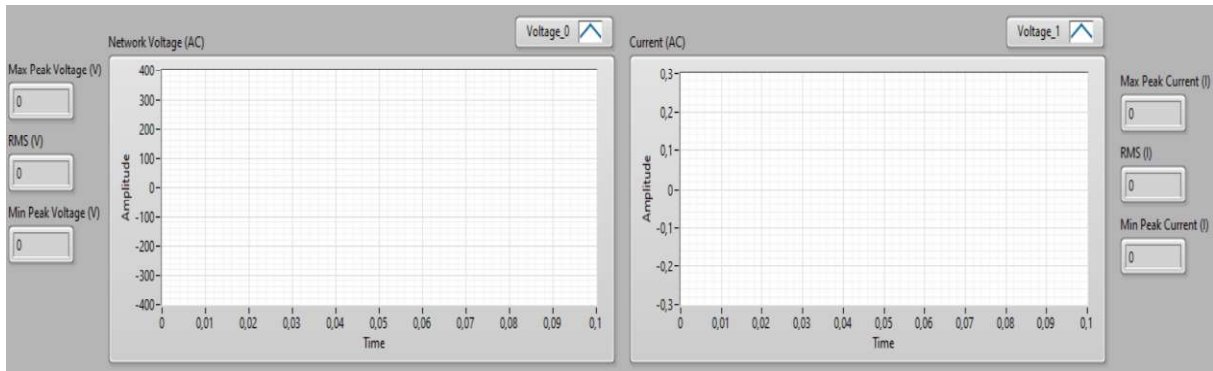 Network Voltage (AC)
Voltage_0
Max Peak Voltage (V)
0
RMS (V)
0
Min Peak Voltage (V)
0
Amplitude
400
300
200
100
0
-100
-200
-300
-400
0 0,01 0,02 0,03 0,04 0,05 0,06 0,07 0,08 0,09 0,1
Time
Current (AC)
Voltage_1
Amplitude
0,3
0,2
0,1
0
-0,1
-0,2
-0,3
0 0,01 0,02 0,03 0,04 0,05 0,06 0,07 0,08 0,09 0,1
Time
Max Peak Current (I)
0
RMS (I)
0
Min Peak Current (I)
0